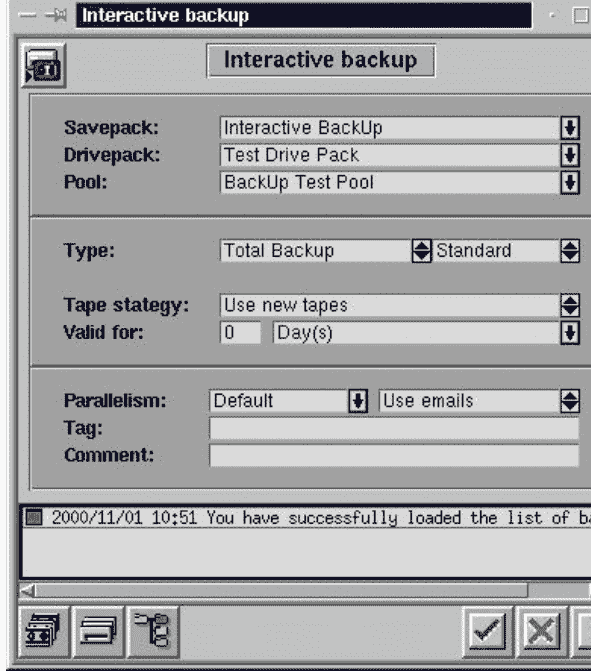 Interactive backup
Interactive backup
Savepack: Interactive BackUp
Drivepack: Test Drive Pack
Pool: BackUp Test Pool
Type: Total Backup Standard
Tape stategy: Use new tapes
Valid for: 0 Day(s)
Parallelism: Default Use emails
Tag:
Comment:
2000/11/01 10:51 You have successfully loaded the list of ba